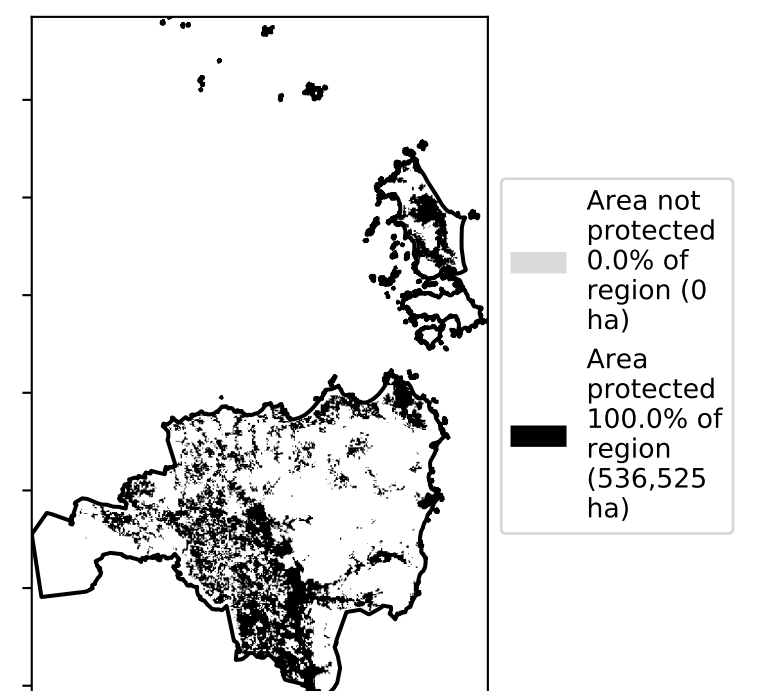 Area not
protected
0.0% of
region (0
ha)
Area
protected
100.0% of
region
(536,525
ha)